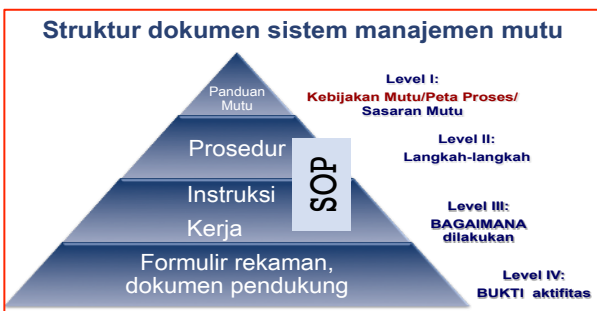 Struktur dokumen sistem manajemen mutu
Panduan
Mutu
Level I:
Kebijakan Mutu/Peta Proses/
Sasaran Mutu
Prosedur
SOP
Level II:
Langkah-langkah
Instruksi
Kerja
Level III:
BAGAIMANA
dilakukan
Formulir rekaman,
dokumen pendukung
Level IV:
BUKTI aktifitas